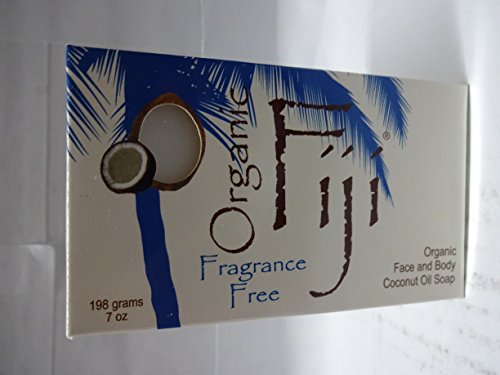 Organic
Fiji®
Fragrance
Free
Organic
Face and Body
Coconut Oil Soap
198 grams
7 oz